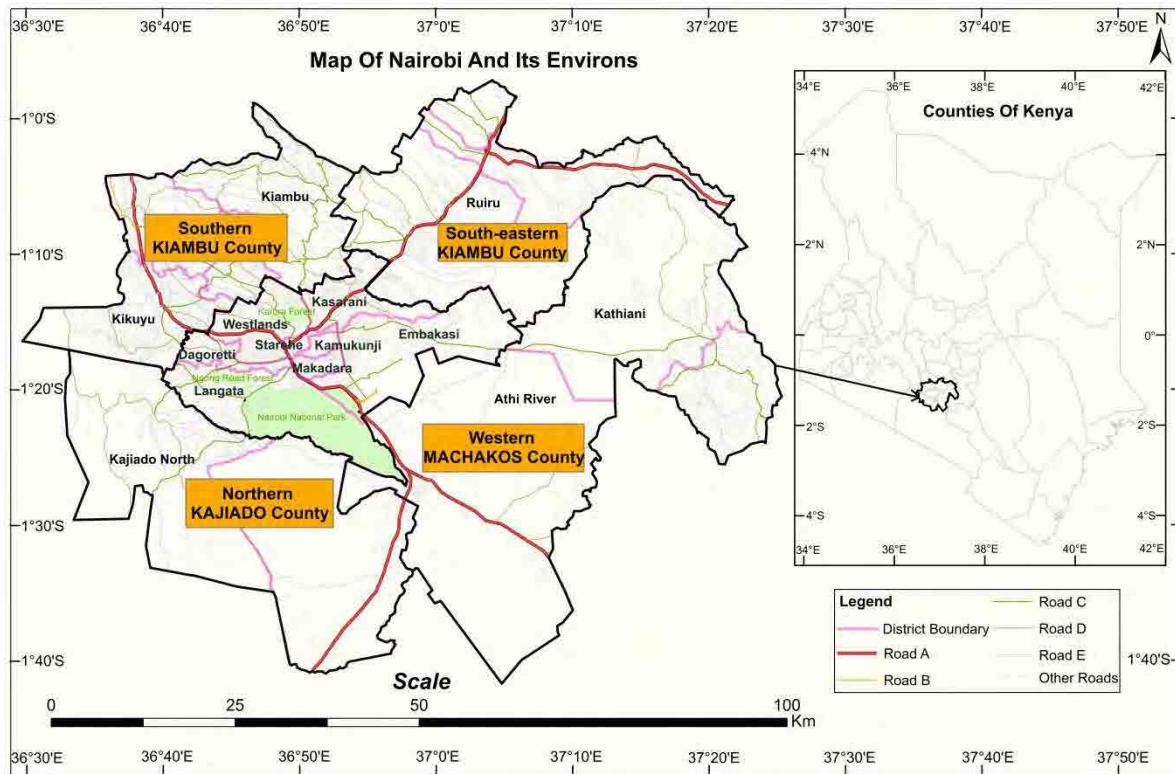 36°30'E 36°40'E 36°50'E 37°0'E 37°10'E 37°20'E 37°30'E 37°40'E 37°50'E
N
Map Of Nairobi And Its Environs
1°0'S
1°10'S
1°20'S
1°30'S
1°40'S
Kiambu
Southern
KIAMBU County
Ruiru
South-eastern
KIAMBU County
Kasarani
Karura Forest
Kikuyu
Westlands
Embakasi
Kathiani
Starehe
Kamukunji
Dagoretti
Makadara
Ngong Road Forest
Langata
Athi River
Nairobi National Park
Western
MACHAKOS County
Kajiado North
Northern
KAJIADO County
34°E 36°E 38°E 40°E 42°E
Counties Of Kenya
4°N
2°N 2°N
0° 0°
2°S 2°S
4°S 4°S
34°E 36°E 38°E 40°E 42°E
Legend
District Boundary
Road A
Road B
Road C
Road D
Road E
Other Roads
1°40'S
Scale
0 25 50 100
Km
36°30'E 36°40'E 36°50'E 37°0'E 37°10'E 37°20'E 37°30'E 37°40'E 37°50'E